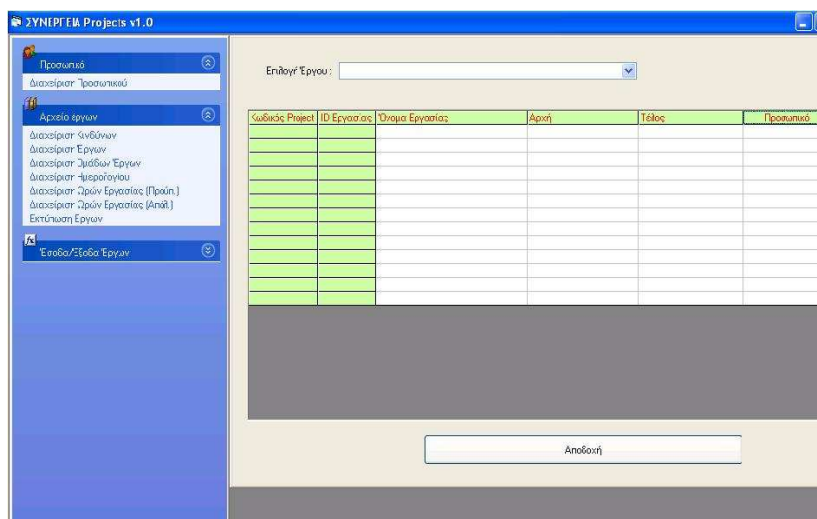 ΣΥΝΕΡΓΕΙΑ Projects v1.0
Προσωπικό
Διαχείριση Προσωπικού
Αρχείο έργων
Διαχείριση Κινδύνων
Διαχείριση Έργων
Διαχείριση Ομάδων Έργων
Διαχείριση Ημερολογίου
Διαχείριση Ωρών Εργασίας (Προϋπ.)
Διαχείριση Ωρών Εργασίας (Απολ.)
Εκτύπωση Εργων
Έσοδα/Έξοδα Έργων
Επιλογή Έργου :
Κωδικός Project ID Εργασίας Όνομα Εργασίας Αρχή Τέλος Προσωπικό
Αποδοχή